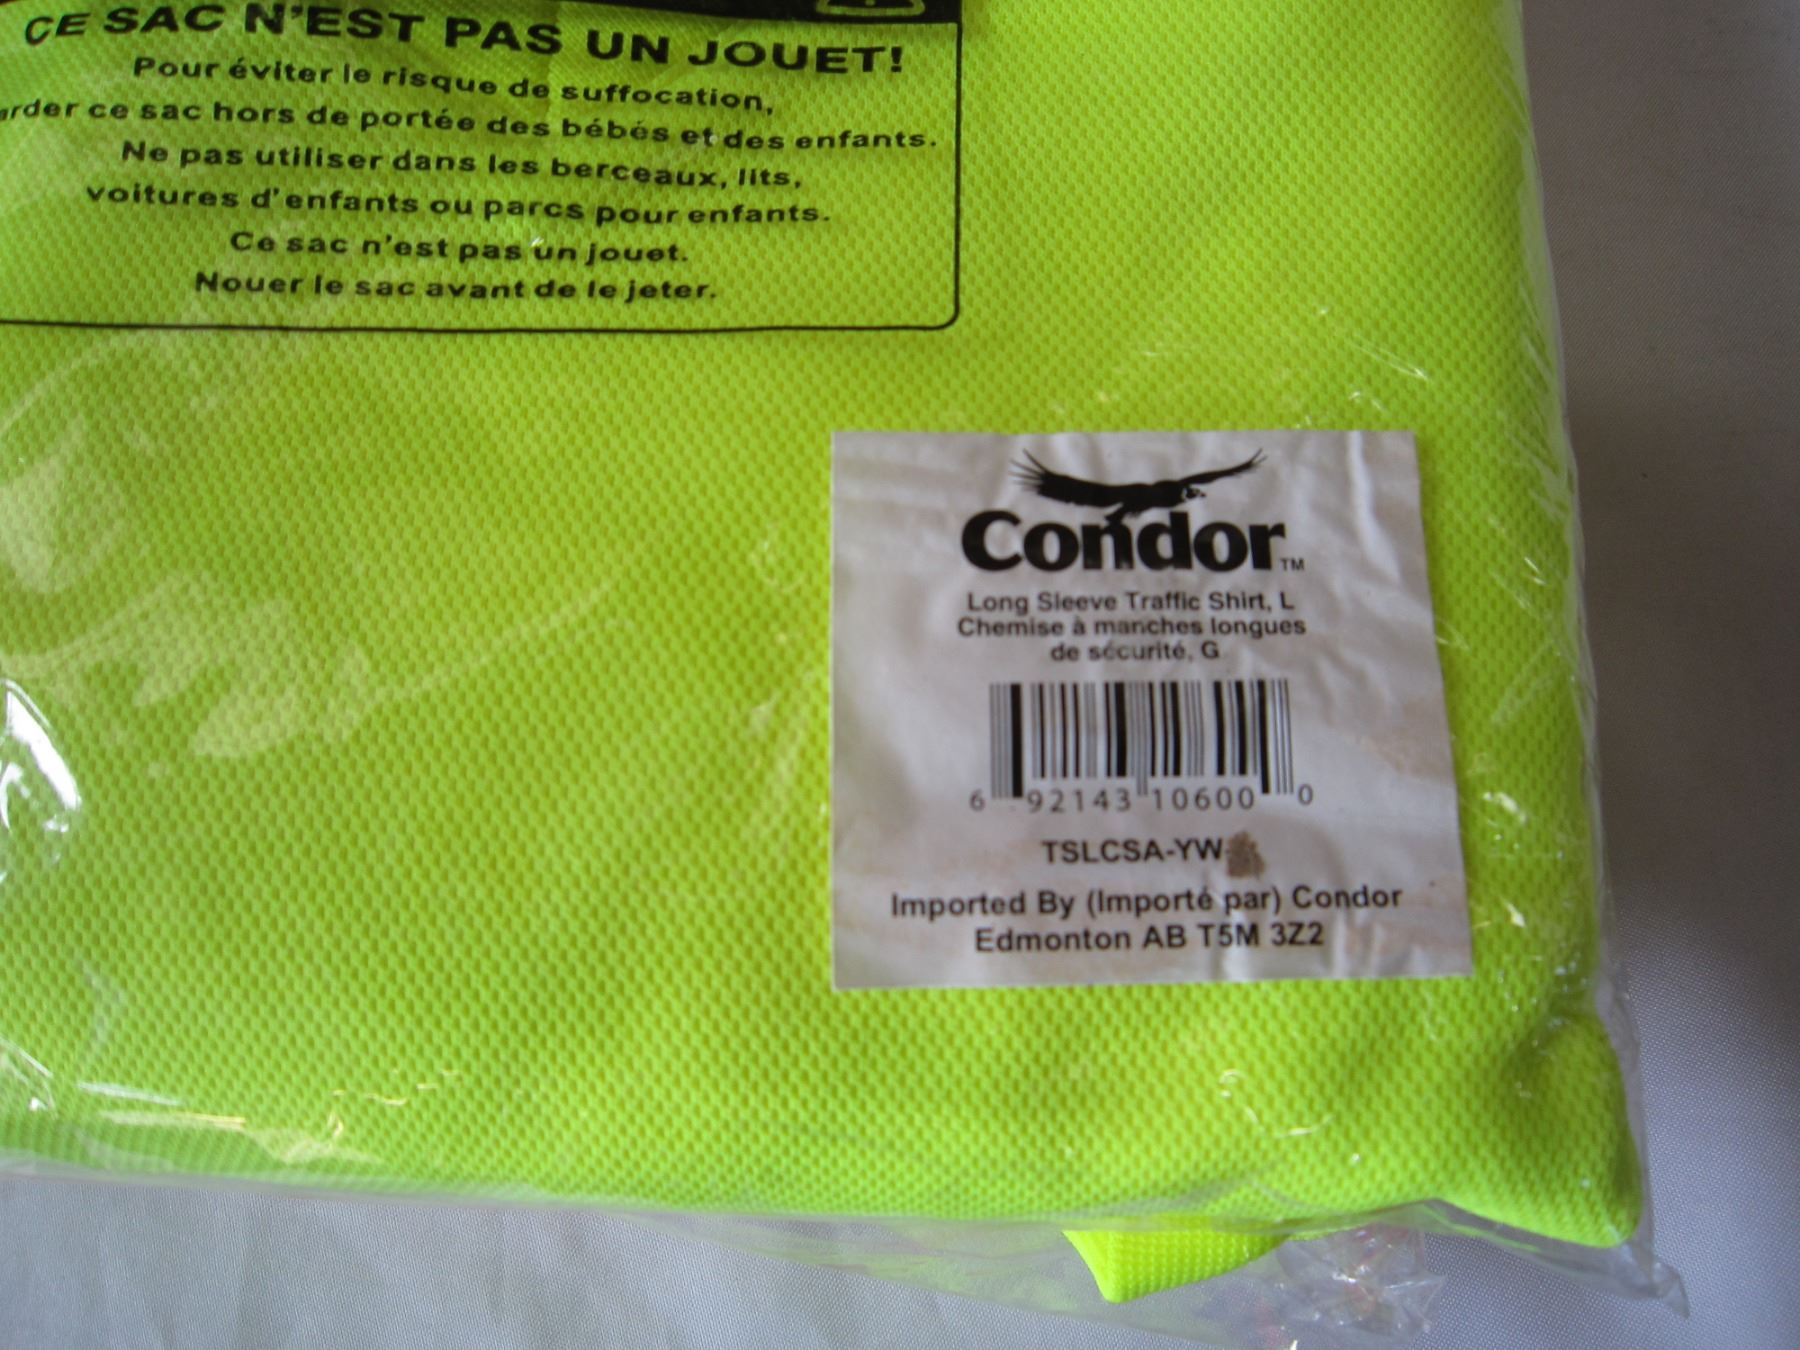 CE SAC N'EST PAS UN JOUET!
Pour éviter le risque de suffocation,
ce sac hors de portée des bébés et des enfants.
Ne pas utiliser dans les berceaux, lits,
voitures d'enfants ou parcs pour enfants.
Ce sac n'est pas un jouet.
Nouer le sac avant de le jeter.
Condor™
Long Sleeve Traffic Shirt, L
Chemise à manches longues
de sécurité, G
6 92143 10600 0
TSLCSA-YW-
Imported By (Importé par) Condor
Edmonton AB T5M 3Z2